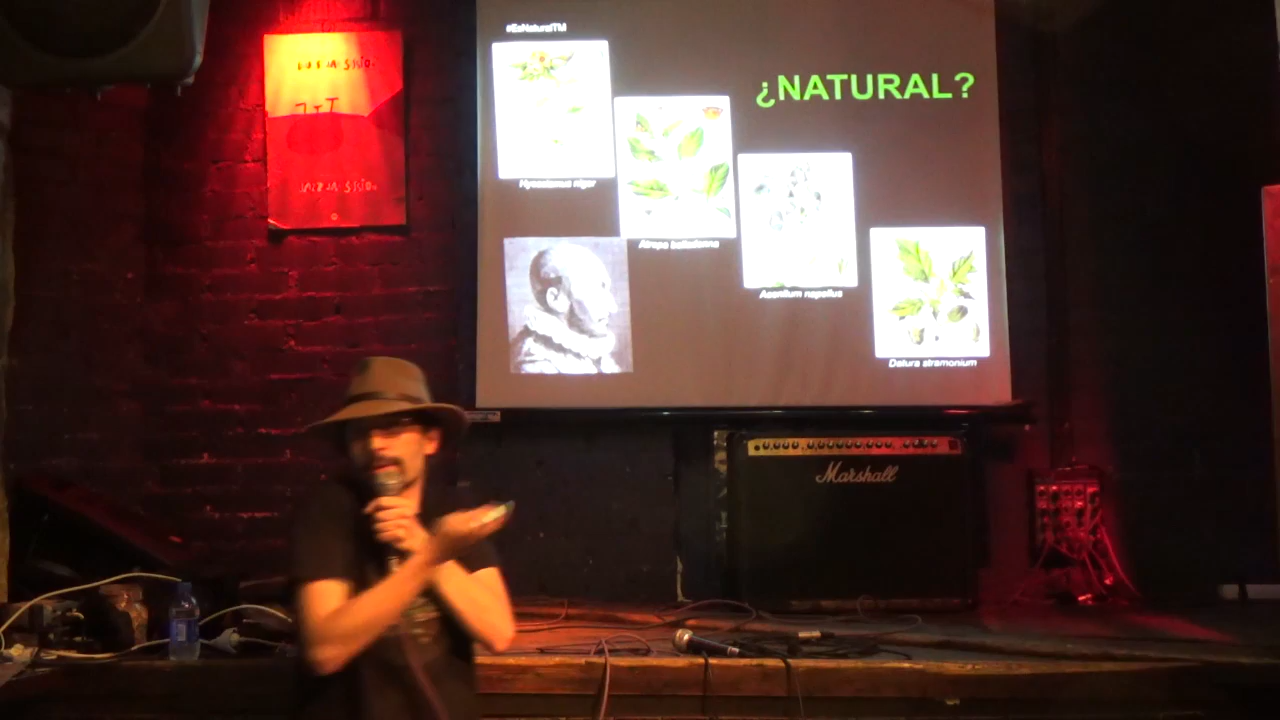 #EsNaturalTM
¿NATURAL?
Hyoscyamus niger
Atropa belladonna
Aconitum napellus
Datura stramonium
Marshall